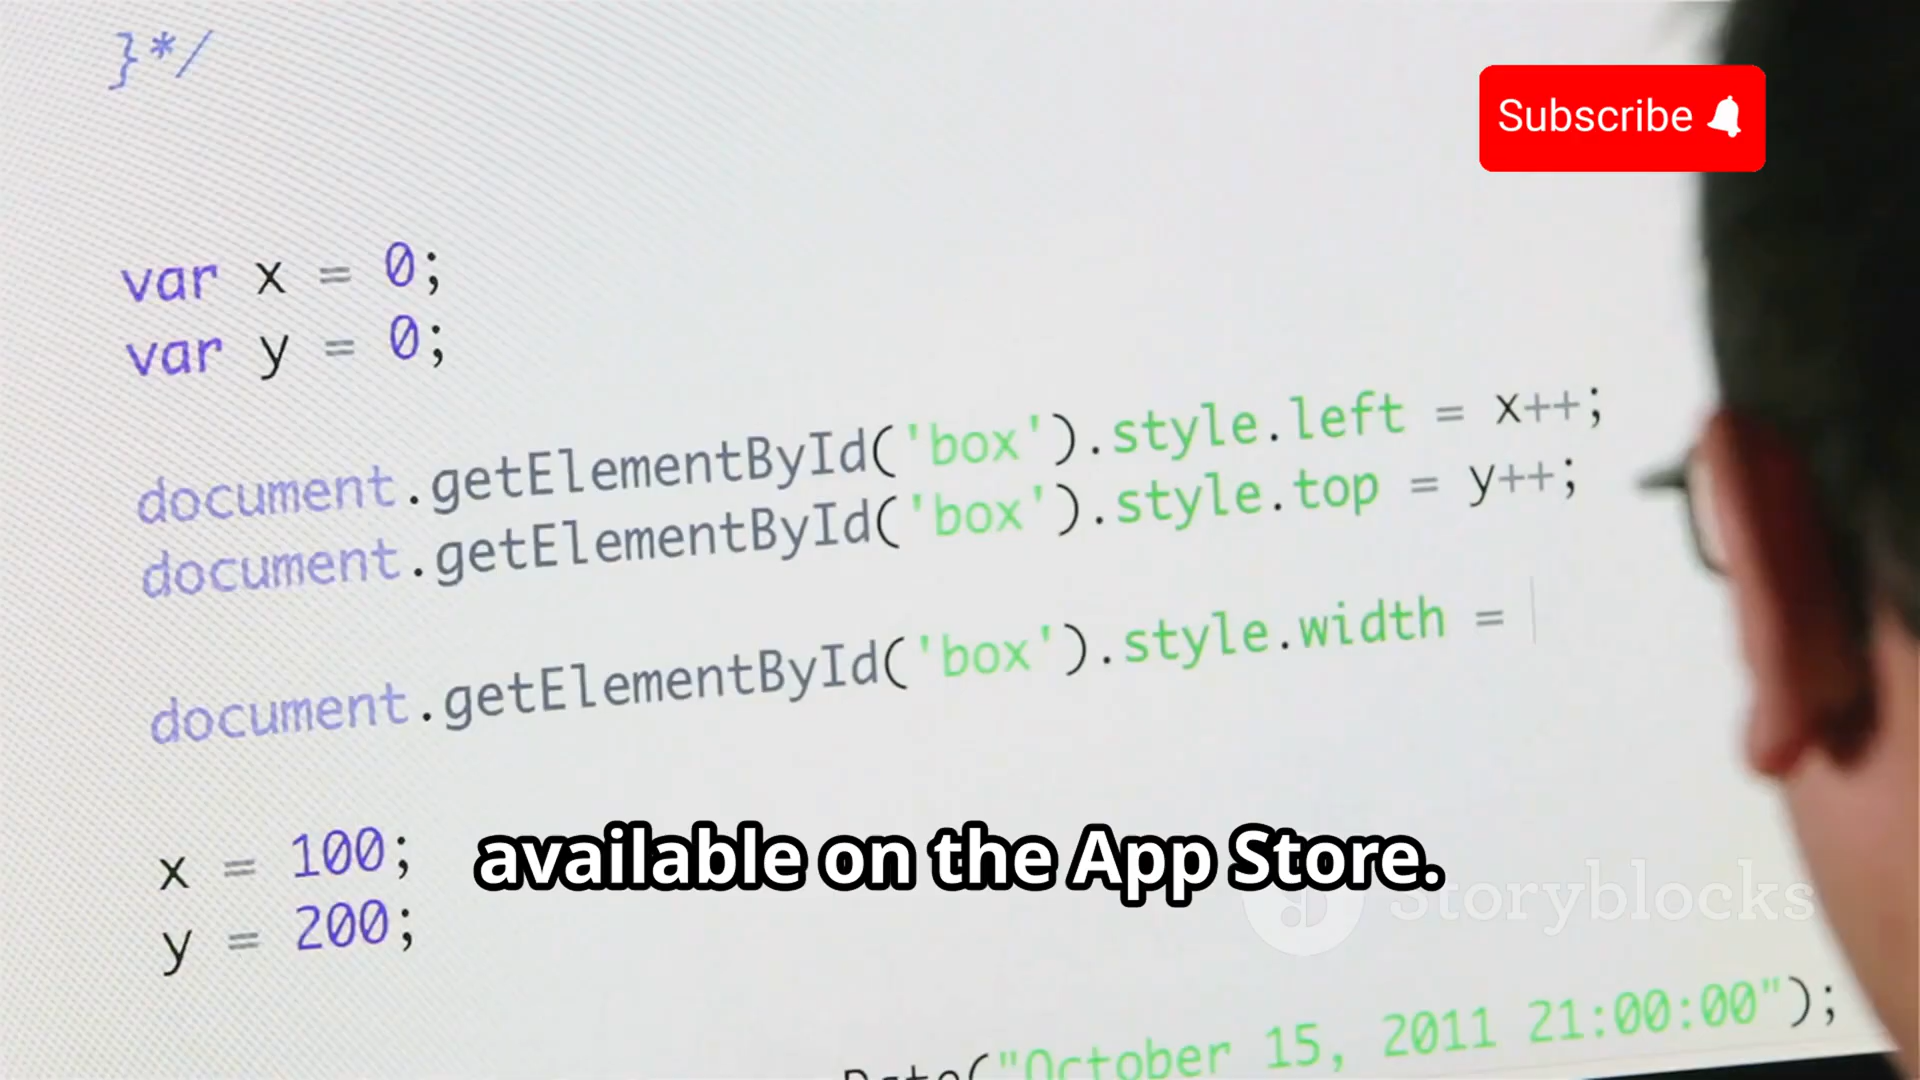 }*/
Subscribe
var x = 0;
var y = 0;
document.getElementById('box').style.left = x++;
document.getElementById('box').style.top = y++;
document.getElementById('box').style.width =
x = 100;
y = 200;
available on the App Store.
Storyblocks
Date("October 15, 2011 21:00:00");